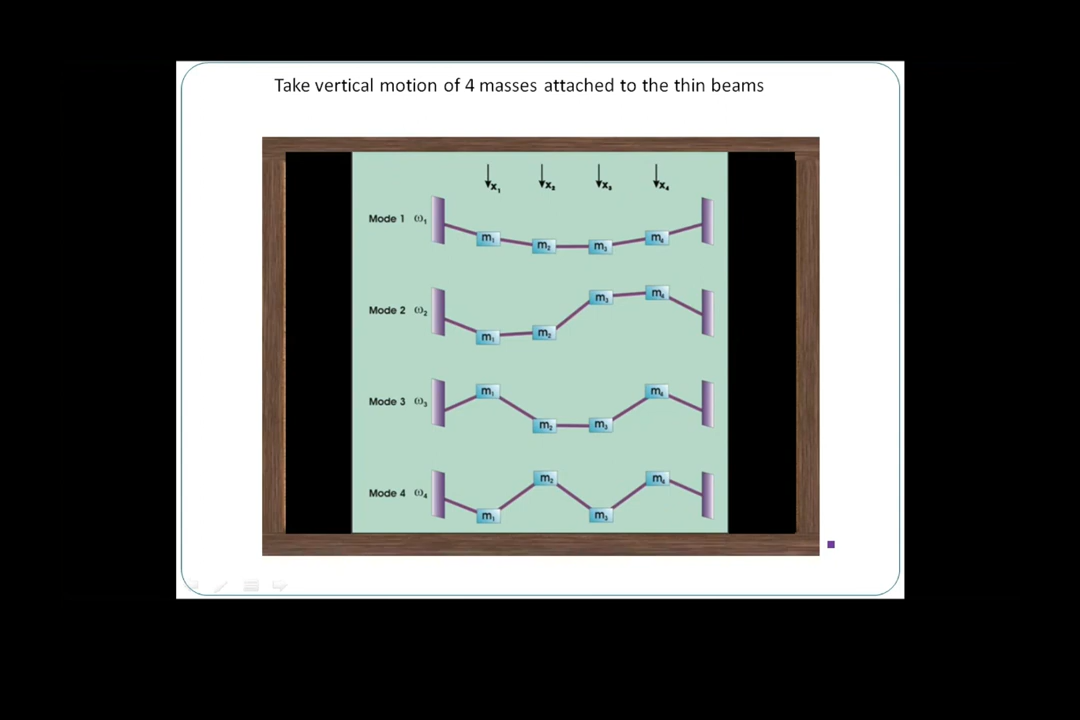 Take vertical motion of 4 masses attached to the thin beams
x₁ x₂ x₃ x₄
Mode 1 ω₁
m₁ m₂ m₃ m₄
Mode 2 ω₂
m₁ m₂ m₃ m₄
Mode 3 ω₃
m₁ m₂ m₃ m₄
Mode 4 ω₄
m₁ m₂ m₃ m₄